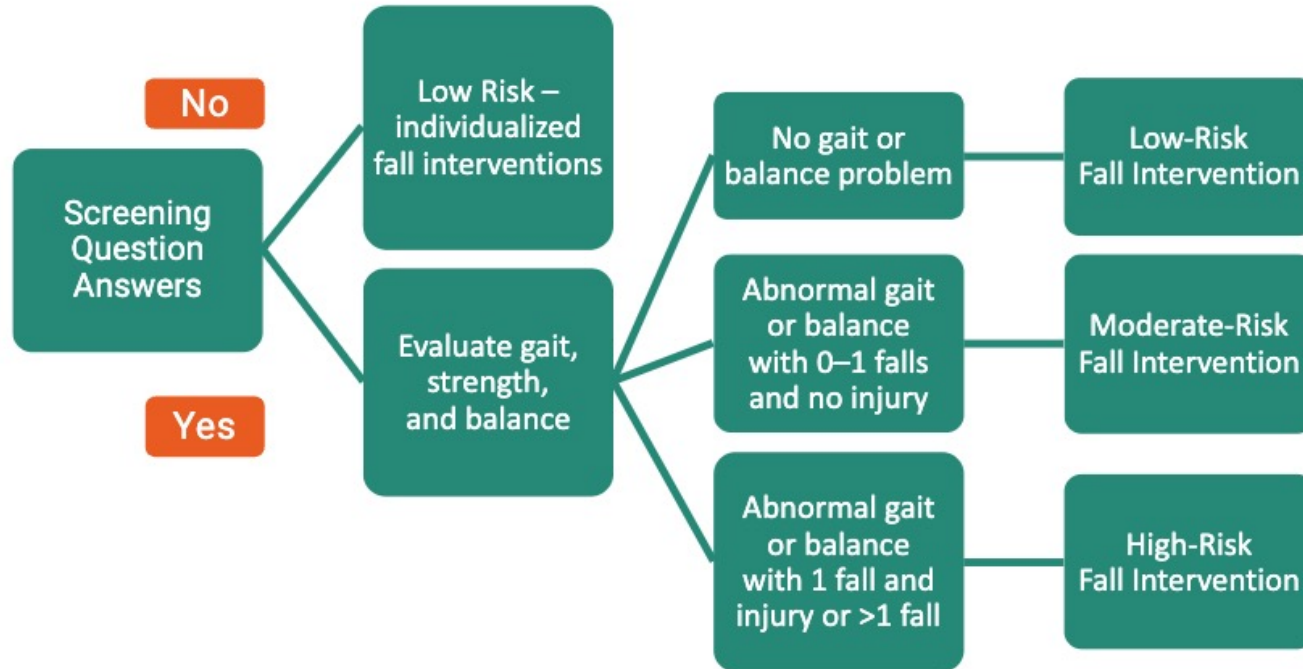 No
Screening
Question
Answers
Yes
Low Risk –
individualized
fall interventions
Evaluate gait,
strength,
and balance
No gait or
balance problem
Abnormal gait
or balance
with 0–1 falls
and no injury
Abnormal gait
or balance
with 1 fall and
injury or >1 fall
Low-Risk
Fall Intervention
Moderate-Risk
Fall Intervention
High-Risk
Fall Intervention